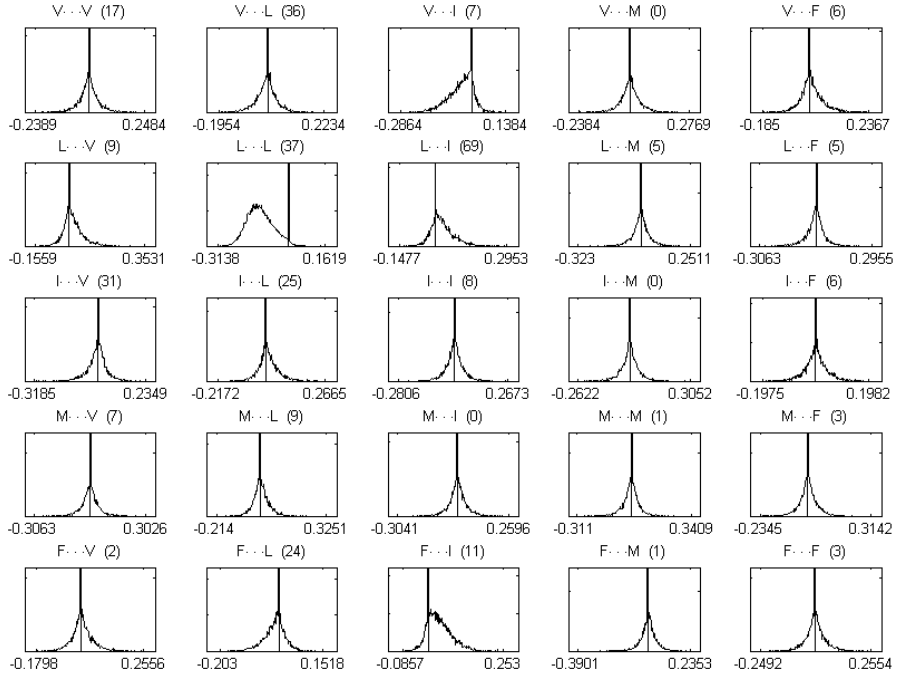 V···V (17) V···L (36) V···I (7) V···M (0) V···F (6)
-0.2389 0.2484 -0.1954 0.2234 -0.2864 0.1384 -0.2384 0.2769 -0.185 0.2367
L···V (9) L···L (37) L···I (69) L···M (5) L···F (5)
-0.1559 0.3531 -0.3138 0.1619 -0.1477 0.2953 -0.323 0.2511 -0.3063 0.2955
I···V (31) I···L (25) I···I (8) I···M (0) I···F (6)
-0.3185 0.2349 -0.2172 0.2665 -0.2806 0.2673 -0.2622 0.3052 -0.1975 0.1982
M···V (7) M···L (9) M···I (0) M···M (1) M···F (3)
-0.3063 0.3026 -0.214 0.3251 -0.3041 0.2596 -0.311 0.3409 -0.2345 0.3142
F···V (2) F···L (24) F···I (11) F···M (1) F···F (3)
-0.1798 0.2556 -0.203 0.1518 -0.0857 0.253 -0.3901 0.2353 -0.2492 0.2554